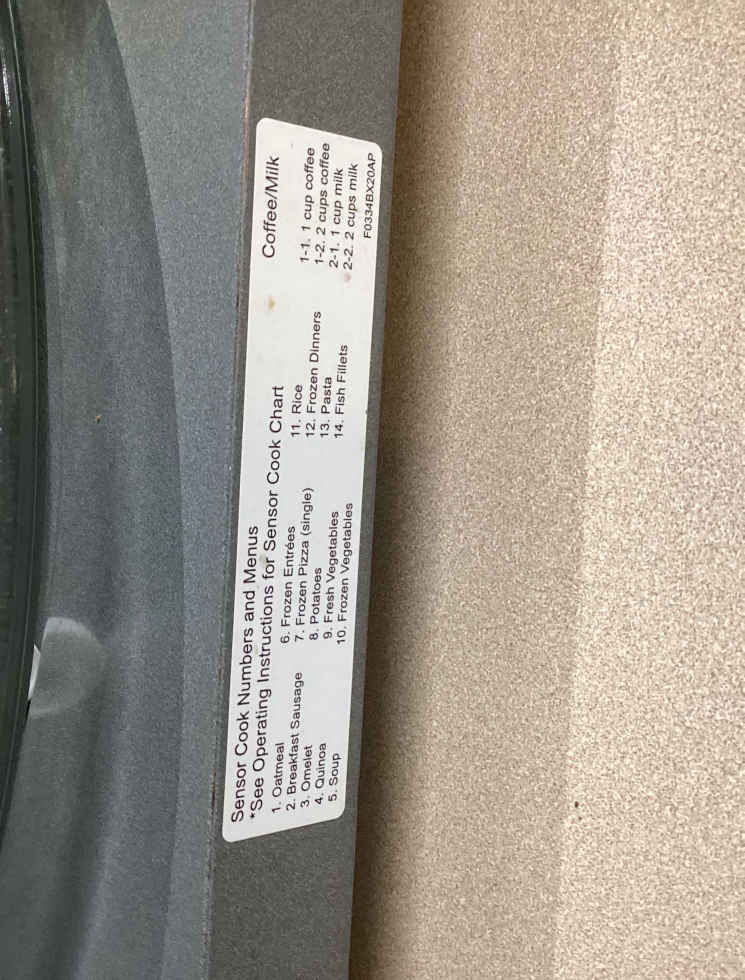 Sensor Cook Numbers and Menus
*See Operating Instructions for Sensor Cook Chart
1. Oatmeal
2. Breakfast Sausage
3. Omelet
4. Quinoa
5. Soup
6. Frozen Entrées
7. Frozen Pizza (single)
8. Potatoes
9. Fresh Vegetables
10. Frozen Vegetables
11. Rice
12. Frozen Dinners
13. Pasta
14. Fish Fillets
Coffee/Milk
1-1. 1 cup coffee
1-2. 2 cups coffee
2-1. 1 cup milk
2-2. 2 cups milk
F0334BX20AP